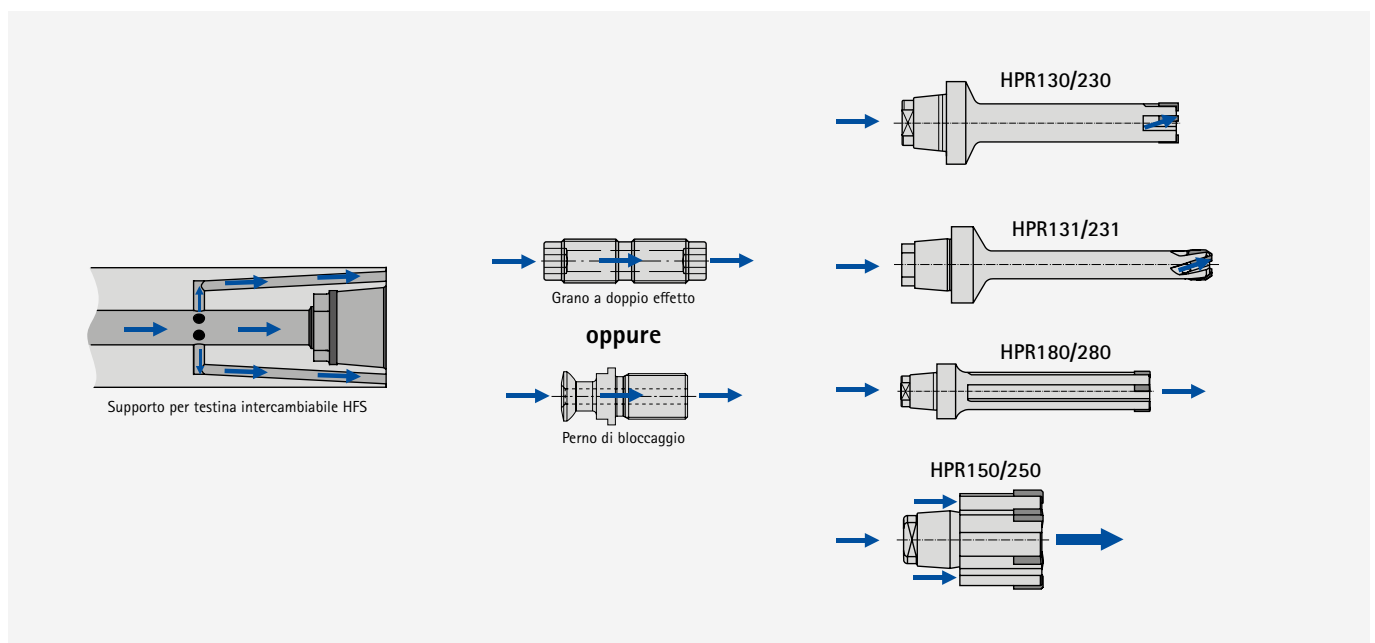 Supporto per testina intercambiabile HFS
Grano a doppio effetto
oppure
Perno di bloccaggio
HPR130/230
HPR131/231
HPR180/280
HPR150/250